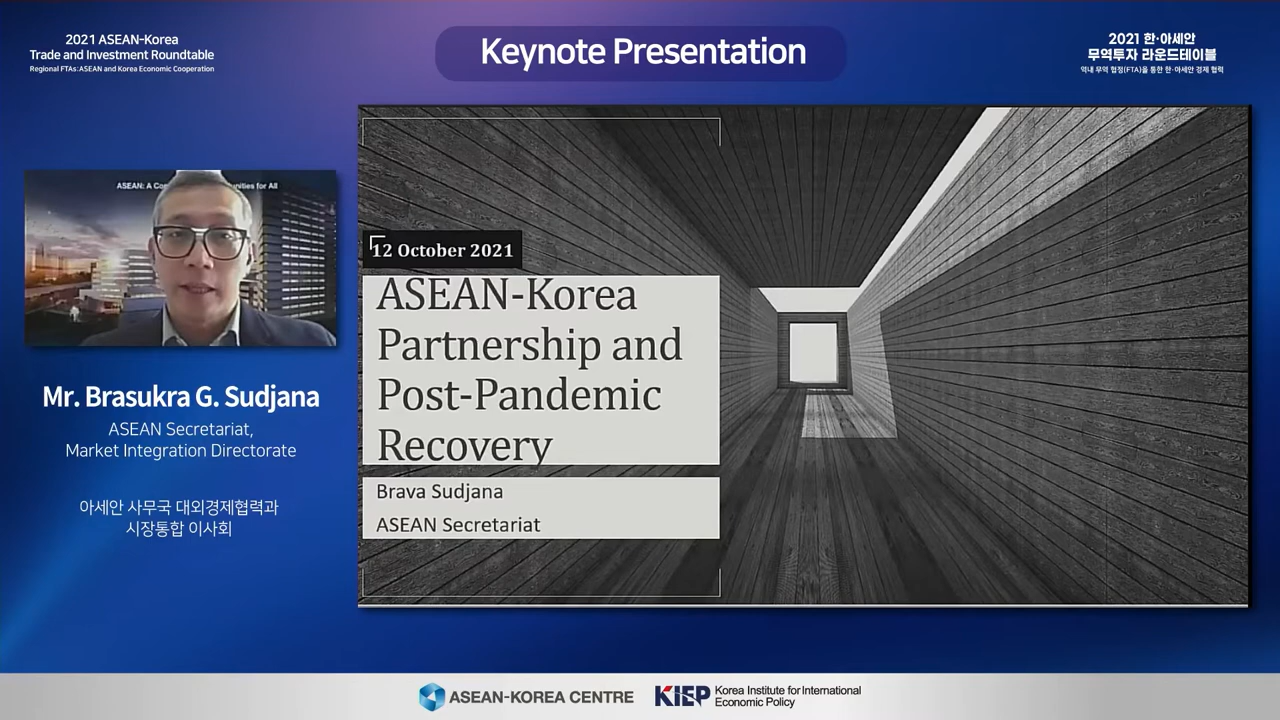 2021 ASEAN-Korea
Trade and Investment Roundtable
Regional FTAs:ASEAN and Korea Economic Cooperation
Keynote Presentation
2021 한·아세안
무역투자 라운드테이블
역내 무역 협정(FTA)을 통한 한·아세안 경제 협력
ASEAN: A Co
nities for All
Mr. Brasukra G. Sudjana
ASEAN Secretariat,
Market Integration Directorate
아세안 사무국 대외경제협력과
시장통합 이사회
12 October 2021
ASEAN-Korea
Partnership and
Post-Pandemic
Recovery
Brava Sudjana
ASEAN Secretariat
ASEAN-KOREA CENTRE
KIEP
Korea Institute for International
Economic Policy